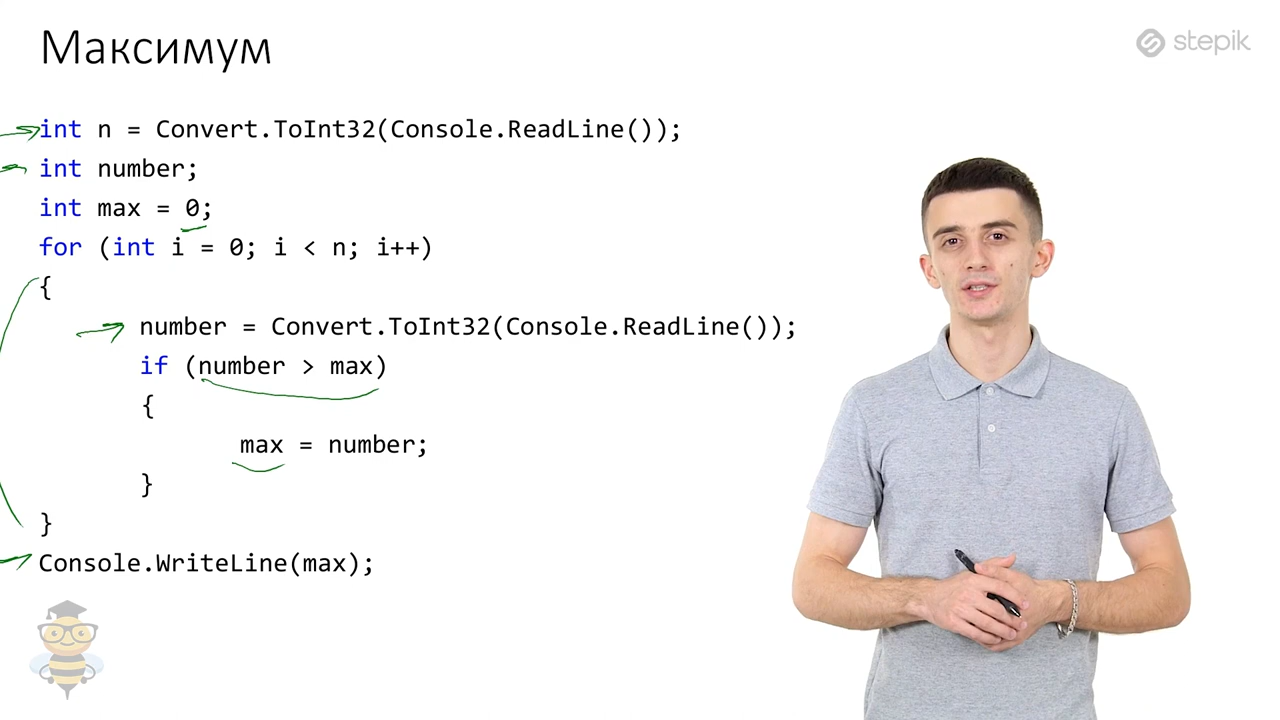 Максимум
stepik
int n = Convert.ToInt32(Console.ReadLine());
int number;
int max = 0;
for (int i = 0; i < n; i++)
{
number = Convert.ToInt32(Console.ReadLine());
if (number > max)
{
max = number;
}
}
Console.WriteLine(max);